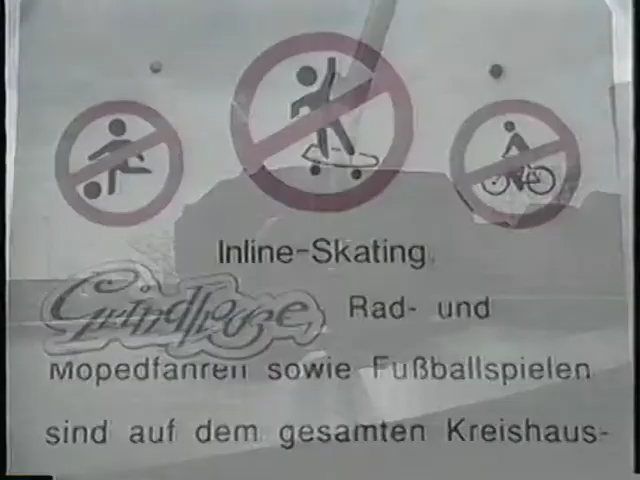 Inline-Skating,
Grindhouse Rad- und
Mopedfahren sowie Fußballspielen
sind auf dem gesamten Kreishaus-